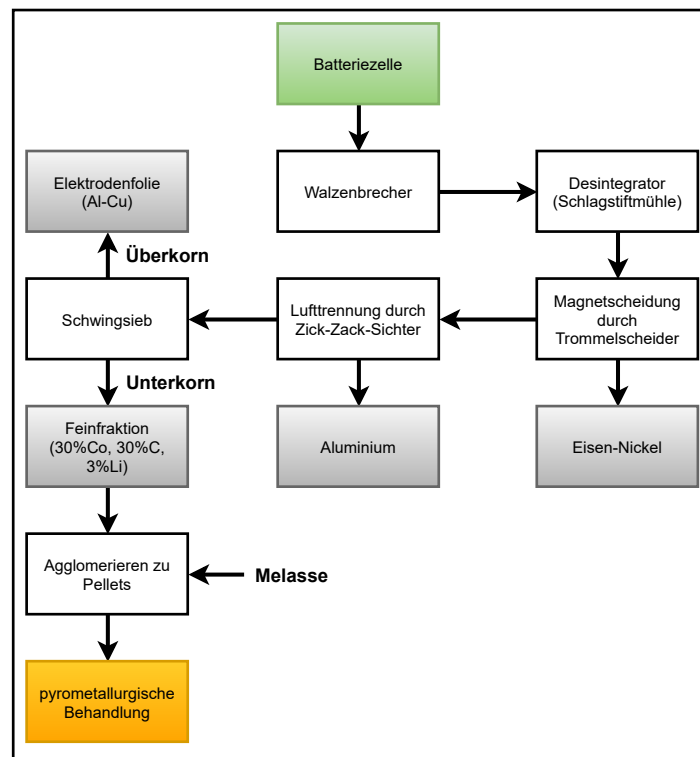 Batteriezelle
Walzenbrecher
Desintegrator
(Schlagstiftmühle)
Elektrodenfolie
(Al-Cu)
Überkorn
Schwingsieb
Lufttrennung durch
Zick-Zack-Sichter
Magnetscheidung
durch
Trommelscheider
Unterkorn
Feinfraktion
(30%Co, 30%C,
3%Li)
Aluminium
Eisen-Nickel
Agglomerieren zu
Pellets
Melasse
pyrometallurgische
Behandlung